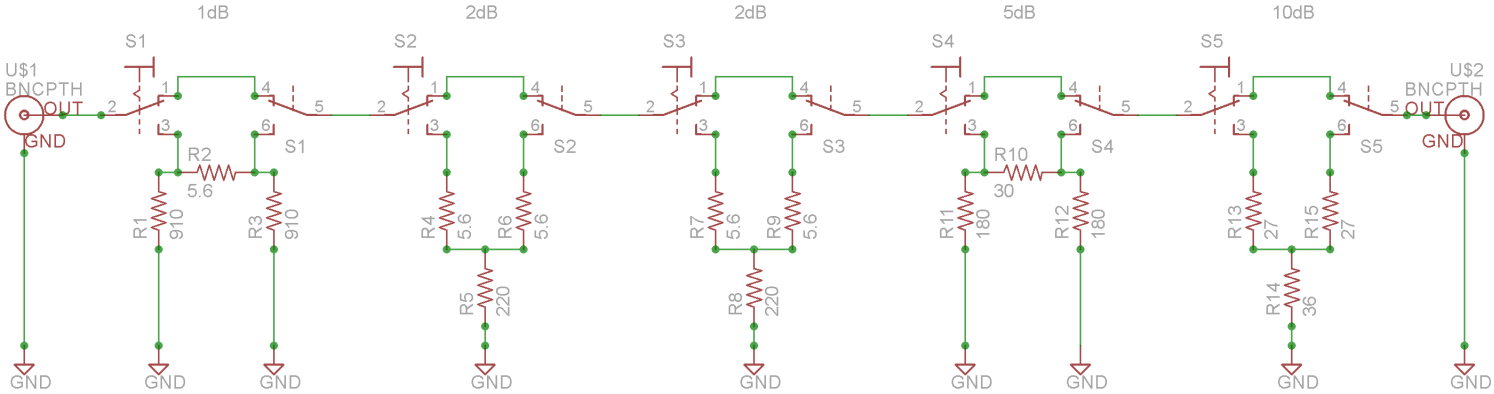 1dB 2dB 2dB 5dB 10dB
S1 S2 S3 S4 S5
U$1 U$2
BNCPTH BNCPTH
1 4 1 4 1 4 1 4 1 4
OUT 2 5 2 5 2 5 2 5 2 5 OUT
3 6 3 6 3 6 3 6 3 6
GND S1 S2 S3 S4 S5 GND
R2 R10
5.6 30
R1 910 R3 910 R4 5.6 R6 5.6 R7 5.6 R9 5.6 R11 180 R12 180 R13 27 R15 27
R5 220 R8 220 R14 36
GND GND GND GND GND GND GND GND GND